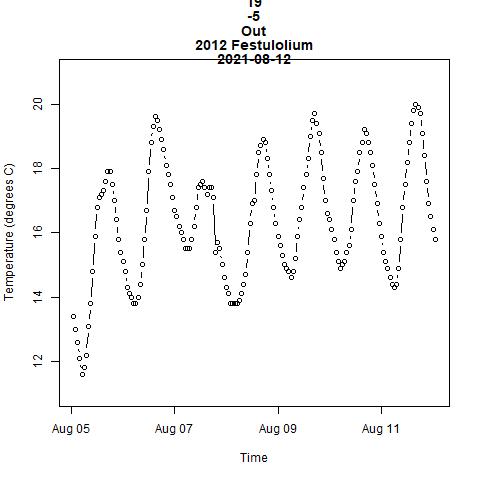 19
-5
Out
2012 Festulolium
2021-08-12
Temperature (degrees C)
20
18
16
14
12
Aug 05 Aug 07 Aug 09 Aug 11
Time